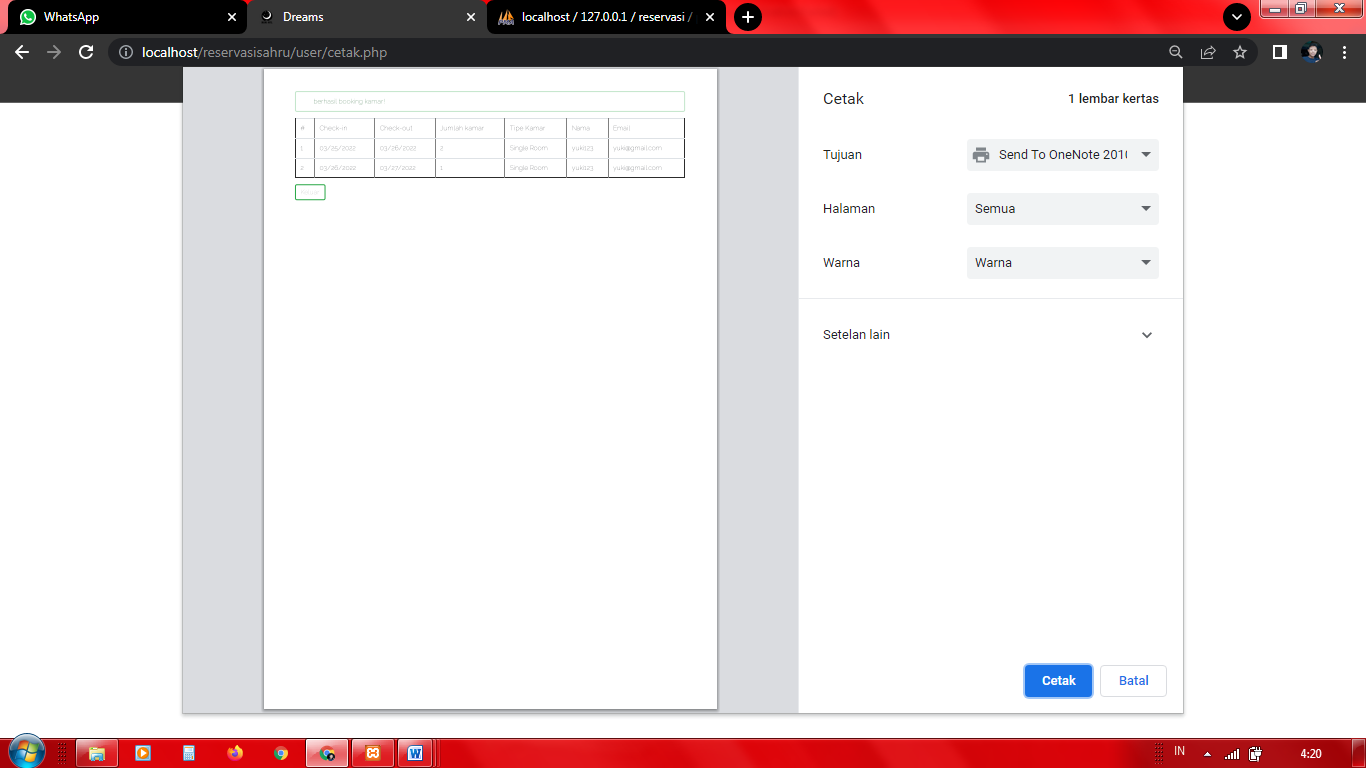 WhatsApp
Dreams
localhost / 127.0.0.1 / reservasi /
localhost/reservasisahru/user/cetak.php
berhasil booking kamar!
# Check-in Check-out Jumlah kamar Tipe Kamar Nama Email
1 03/25/2022 03/26/2022 2 Single Room yuki123 yuki@gmail.com
2 03/26/2022 03/27/2022 1 Single Room yuki123 yuki@gmail.com
Cetak 1 lembar kertas
Tujuan Send To OneNote 2010
Halaman Semua
Warna Warna
Setelan lain
Cetak Batal
IN 4:20